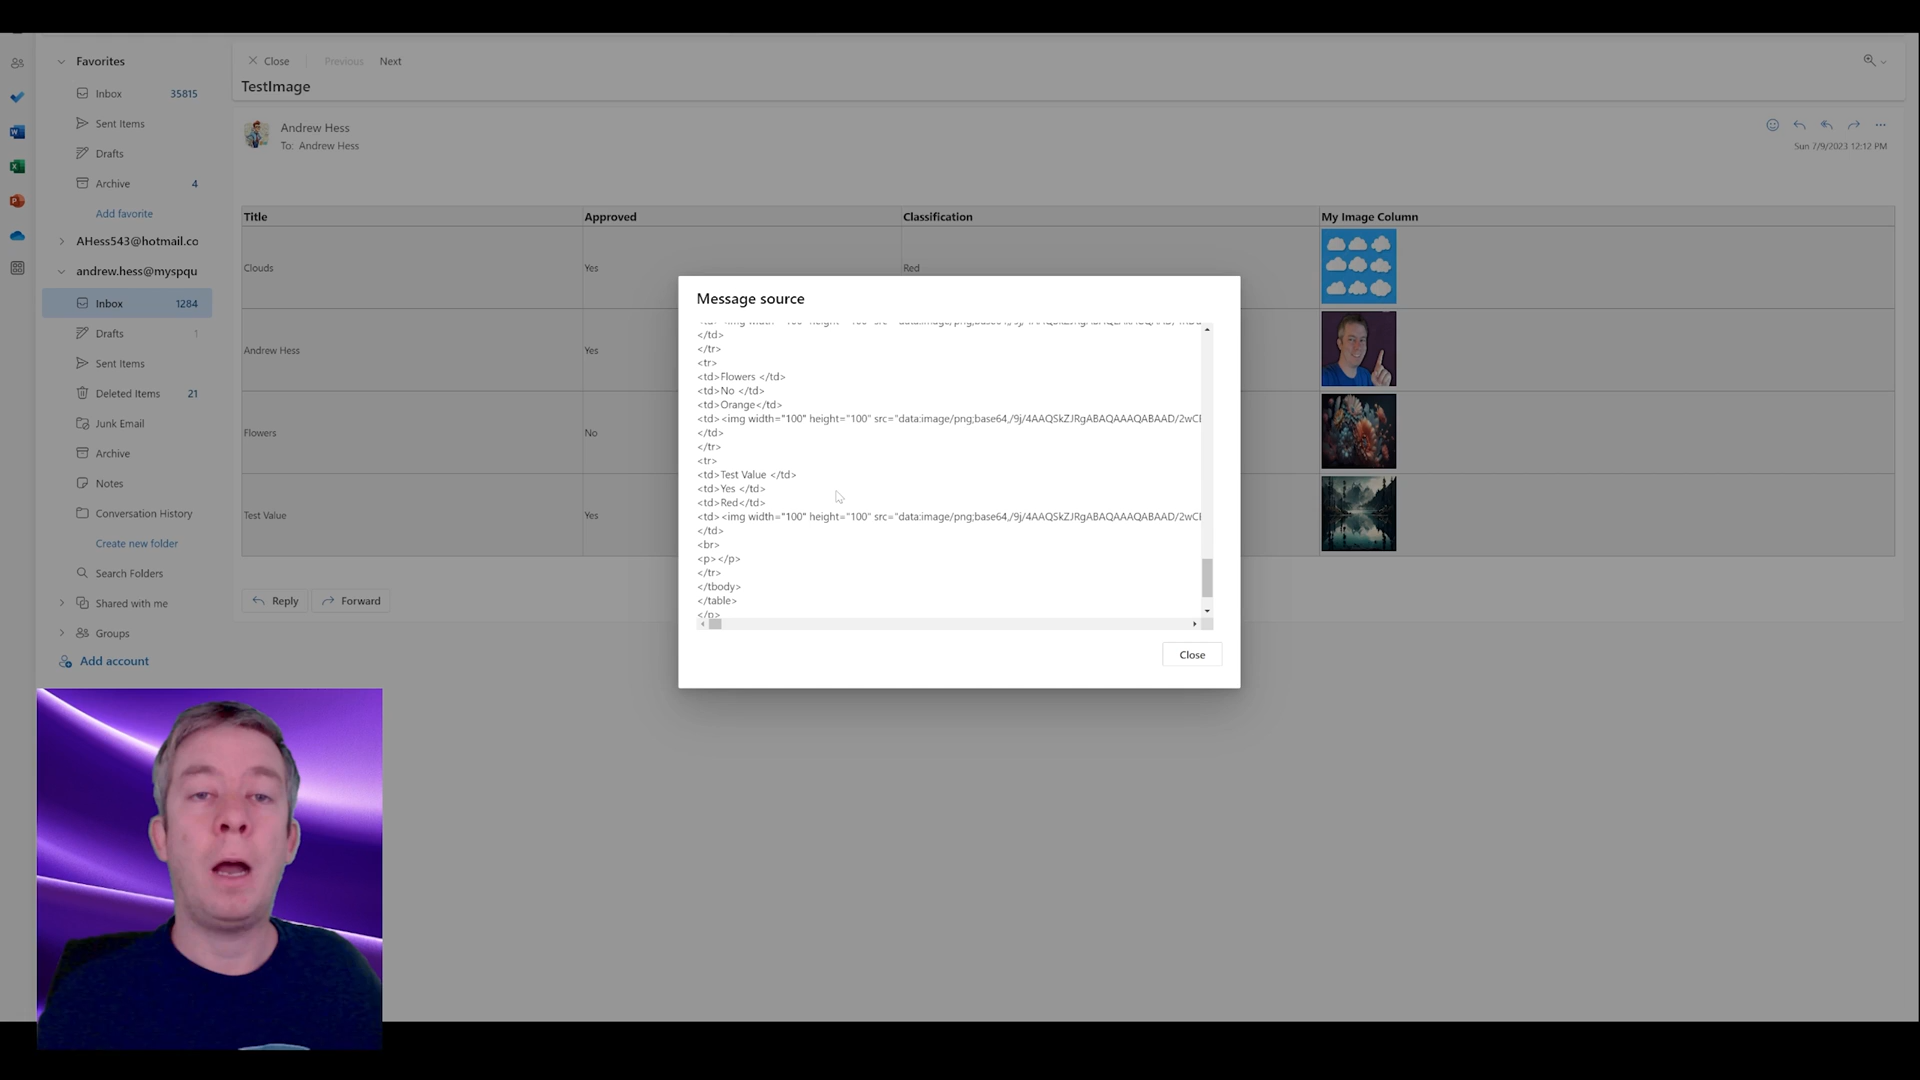 Favorites
Inbox 35815
Sent Items
Drafts
Archive 4
Add favorite
AHess543@hotmail.co
andrew.hess@myspqu
Inbox 1284
Drafts 1
Sent Items
Deleted Items 21
Junk Email
Archive
Notes
Conversation History
Create new folder
Search Folders
Shared with me
Groups
Add account
Close Previous Next
TestImage
Andrew Hess
To: Andrew Hess
Sun 7/9/2023 12:12 PM
Title Approved Classification My Image Column
Clouds Yes Red
Andrew Hess Yes
Flowers No
Test Value Yes
Reply Forward
Message source
</td>
</tr>
<tr>
<td>Flowers </td>
<td>No </td>
<td>Orange</td>
<td><img width="100" height="100" src="data:image/png;base64,/9j/4AAQSkZJRgABAQAAAQABAAD/2wCE
</td>
</tr>
<tr>
<td>Test Value </td>
<td>Yes </td>
<td>Red</td>
<td><img width="100" height="100" src="data:image/png;base64,/9j/4AAQSkZJRgABAQAAAQABAAD/2wCE
</td>
<br>
<p></p>
</tr>
</tbody>
</table>
</p>
Close